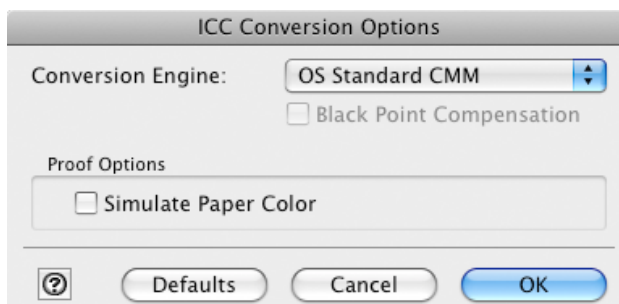 ICC Conversion Options
Conversion Engine: OS Standard CMM
Black Point Compensation
Proof Options
Simulate Paper Color
? Defaults Cancel OK